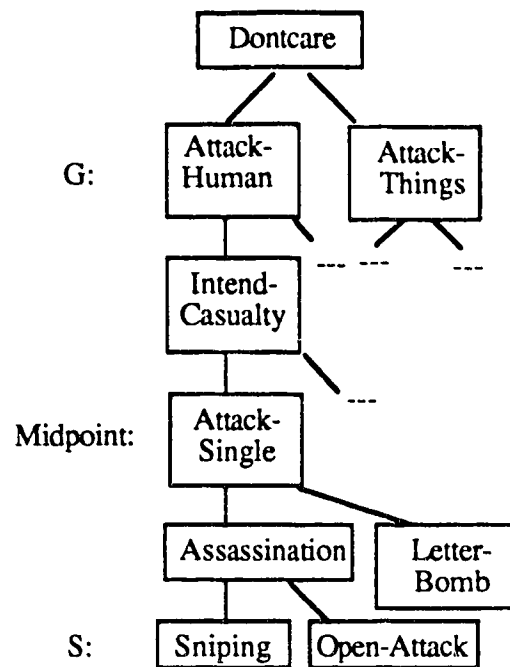 Dontcare
G:
Attack-
Human
Attack-
Things
--- --- ---
Intend-
Casualty
---
Midpoint:
Attack-
Single
Assassination
Letter-
Bomb
S:
Sniping
Open-Attack